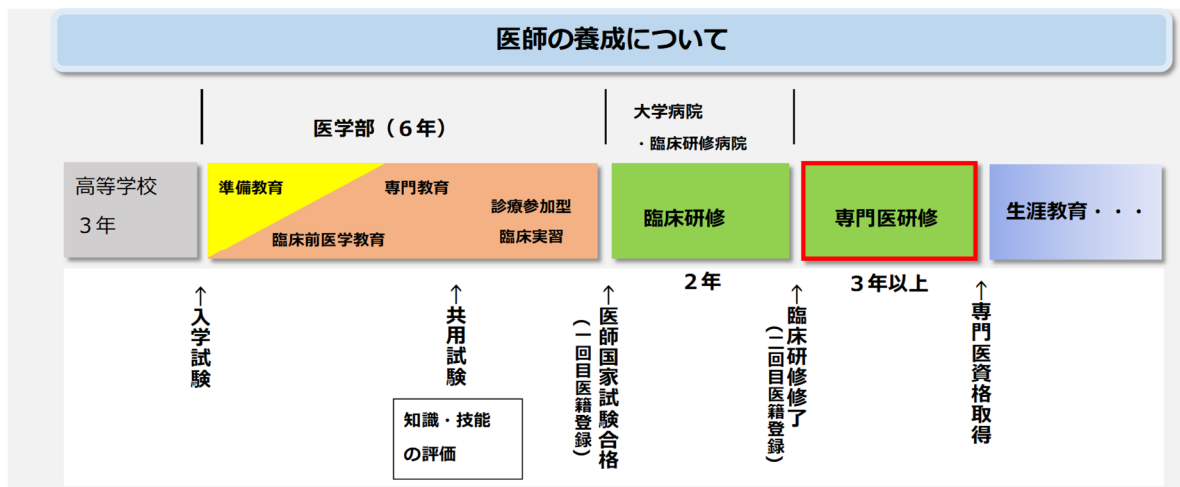 医師の養成について
医学部（６年）
大学病院
・臨床研修病院
高等学校
３年
準備教育
専門教育
臨床前医学教育
診療参加型
臨床実習
臨床研修
専門医研修
生涯教育・・・
２年
３年以上
↑入学試験
↑共用試験
知識・技能
の評価
↑医師国家試験合格
（一回目医籍登録）
↑臨床研修修了
（二回目医籍登録）
↑専門医資格取得